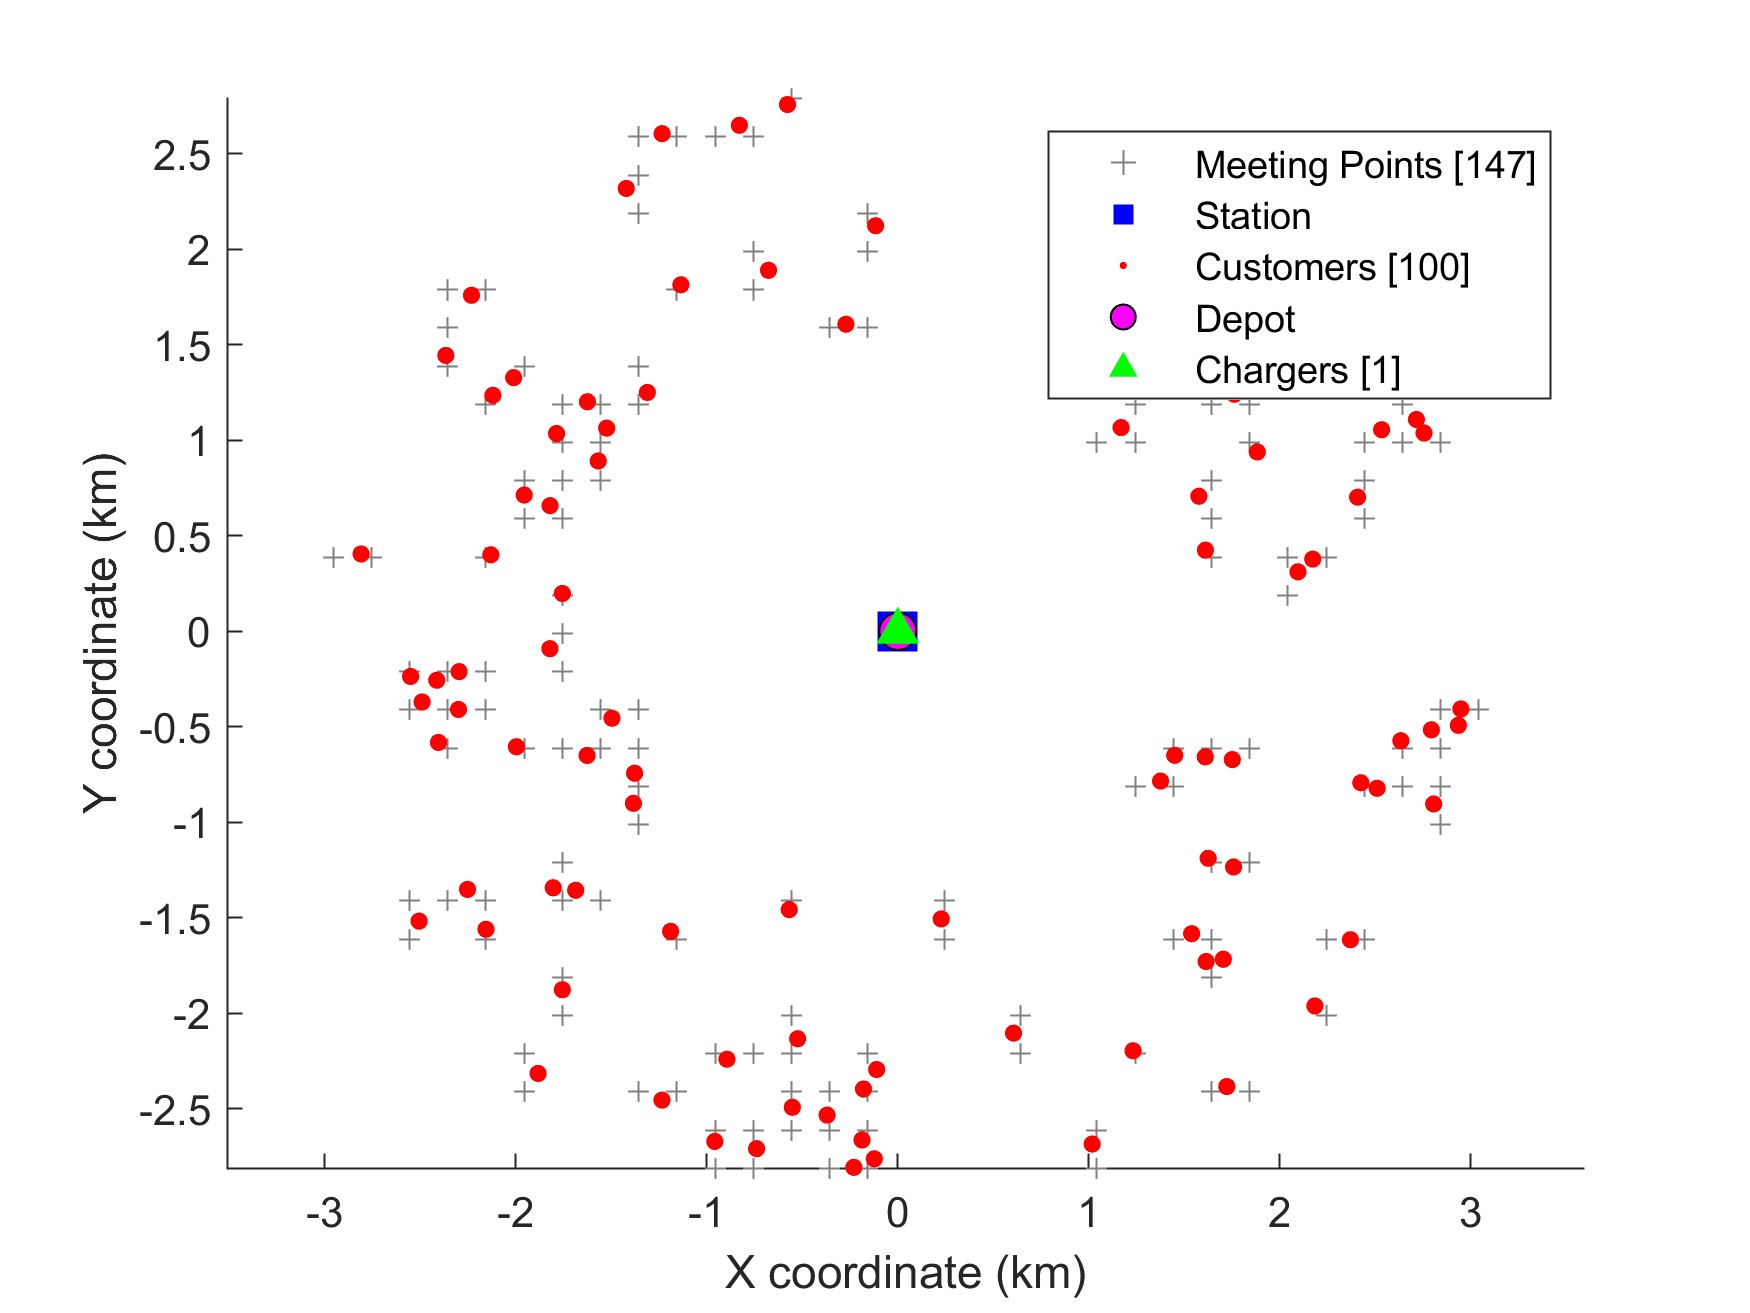 2.5
2
1.5
1
0.5
0
-0.5
-1
-1.5
-2
-2.5
Y coordinate (km)
Meeting Points [147]
Station
Customers [100]
Depot
Chargers [1]
-3 -2 -1 0 1 2 3
X coordinate (km)